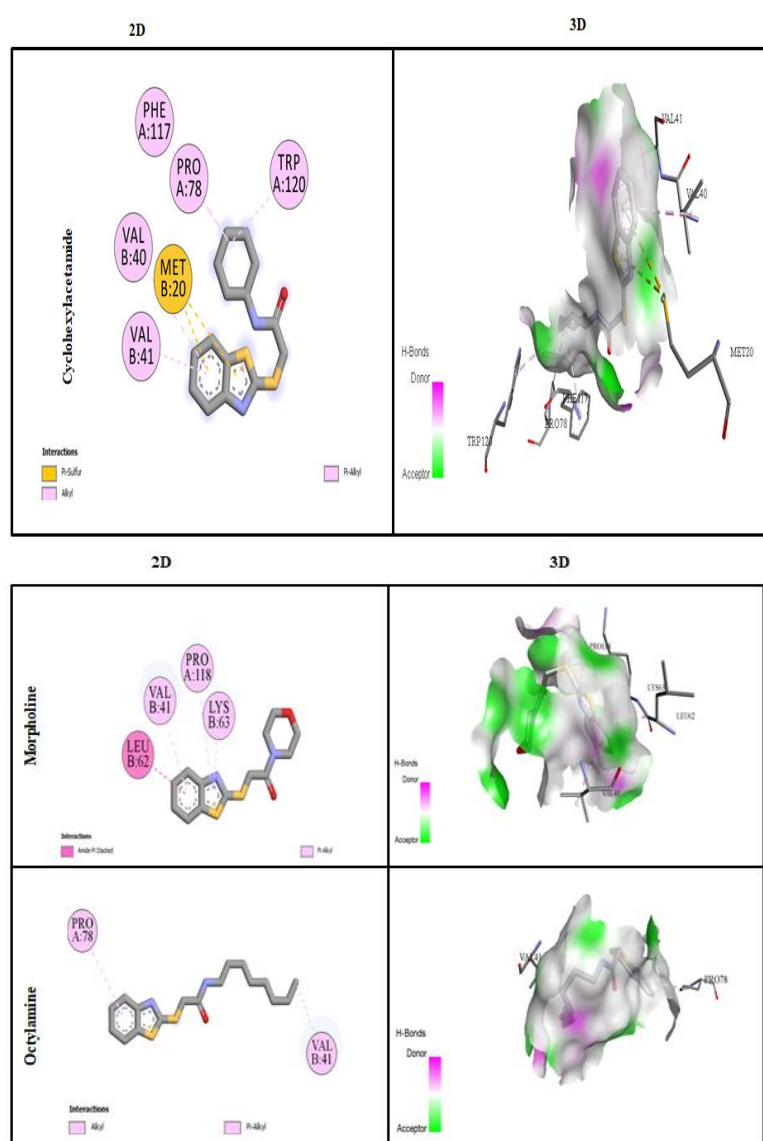 2D
3D
Cyclohexylacetamide
PHE
A:117
PRO
A:78
TRP
A:120
VAL
B:40
MET
B:20
VAL
B:41
Interactions
Pi-Sulfur
Alkyl
Pi-Alkyl
VAL41
VAL40
MET20
TRP120
PHE117
PRO78
H-Bonds
Donor
Acceptor
2D
3D
Morpholine
PRO
A:118
VAL
B:41
LYS
B:63
LEU
B:62
Interactions
Amide-Pi Stacked
Pi-Alkyl
PRO118
LYS63
LEU62
VAL41
H-Bonds
Donor
Acceptor
Octylamine
PRO
A:78
VAL
B:41
Interactions
Alkyl
Pi-Alkyl
VAL41
PRO78
H-Bonds
Donor
Acceptor